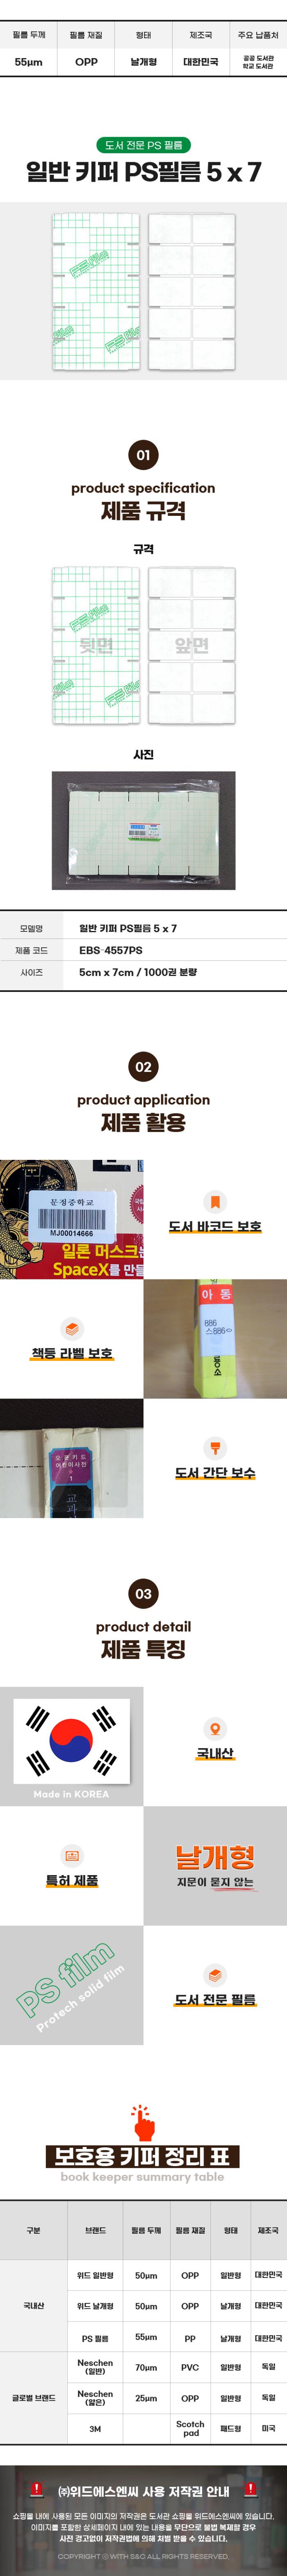 필름 두께 필름 재질 형태 제조국 주요 납품처
55μm OPP 날개형 대한민국 공공 도서관
학교 도서관
도서 전문 PS 필름
일반 키퍼 PS필름 5 x 7
01
product specification
제품 규격
규격
뒷면 앞면
사진
모델명 일반 키퍼 PS필름 5 x 7
제품 코드 EBS-4557PS
사이즈 5cm x 7cm / 1000권 분량
02
product application
제품 활용
문정중학교
MJ00014666
일론 머스크는
SpaceX를 만들
도서 바코드 보호
책등 라벨 보호
아동
886
스886ㅇ
도서 간단 보수
03
product detail
제품 특징
Made in KOREA
국내산
특허 제품
날개형
지문이 묻지 않는
PS film
Protech solid film
도서 전문 필름
보호용 키퍼 정리 표
book keeper summary table
구분 브랜드 필름 두께 필름 재질 형태 제조국
국내산 위드 일반형 50μm OPP 일반형 대한민국
위드 날개형 50μm OPP 날개형 대한민국
PS 필름 55μm PP 날개형 대한민국
글로벌 브랜드 Neschen
(일반) 70μm PVC 일반형 독일
Neschen
(얇은) 25μm OPP 일반형 독일
3M Scotch
pad 패드형 미국
㈜위드에스엔씨 사용 저작권 안내
쇼핑몰 내에 사용된 모든 이미지의 저작권은 도서관 쇼핑몰 위드에스엔씨에 있습니다.
이미지를 포함한 상세페이지 내에 있는 내용을 무단으로 불법 복제할 경우
사전 경고없이 저작권법에 의해 처벌 받을 수 있습니다.
COPYRIGHT ⓒ WITH S&C ALL RIGHTS RESERVED.